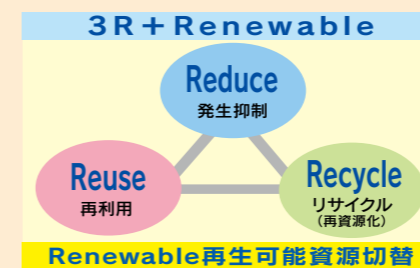 3R＋Renewable
Reduce
発生抑制
Reuse
再利用
Recycle
リサイクル
(再資源化)
Renewable再生可能資源切替